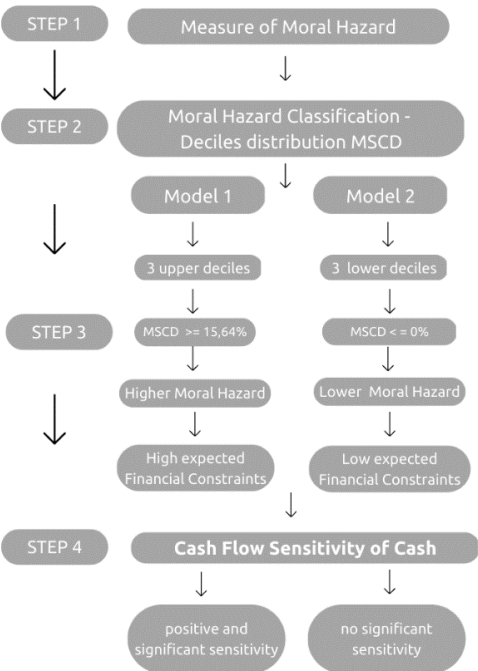 STEP 1
Measure of Moral Hazard
STEP 2
Moral Hazard Classification -
Deciles distribution MSCD
Model 1
Model 2
3 upper deciles
3 lower deciles
STEP 3
MSCD >= 15,64%
MSCD < = 0%
Higher Moral Hazard
Lower Moral Hazard
High expected
Financial Constraints
Low expected
Financial Constraints
STEP 4
Cash Flow Sensitivity of Cash
positive and
significant sensitivity
no significant
sensitivity